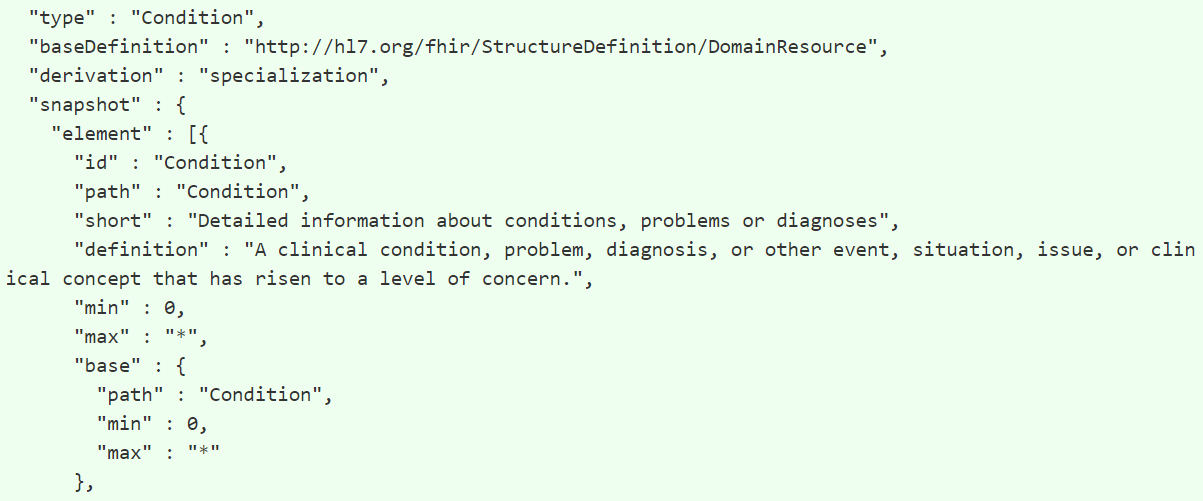 "type" : "Condition",
"baseDefinition" : "http://hl7.org/fhir/StructureDefinition/DomainResource",
"derivation" : "specialization",
"snapshot" : {
"element" : [{
"id" : "Condition",
"path" : "Condition",
"short" : "Detailed information about conditions, problems or diagnoses",
"definition" : "A clinical condition, problem, diagnosis, or other event, situation, issue, or clin
ical concept that has risen to a level of concern.",
"min" : 0,
"max" : "*",
"base" : {
"path" : "Condition",
"min" : 0,
"max" : "*"
},